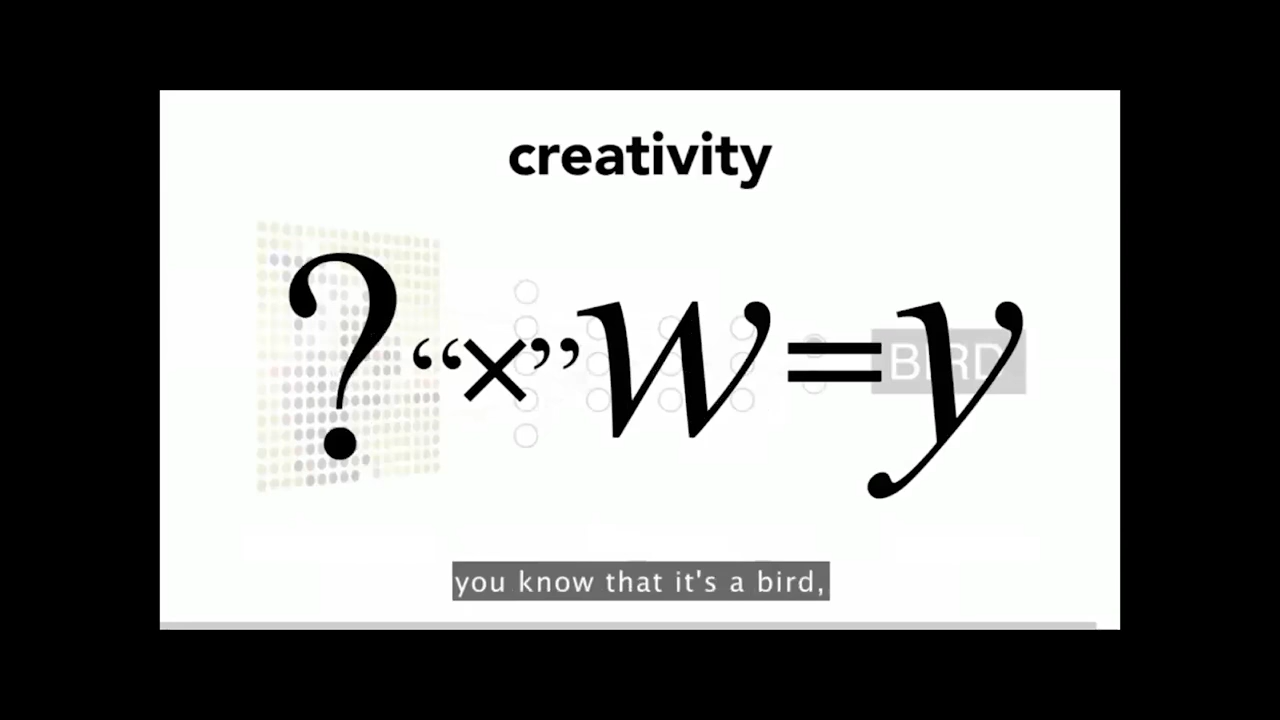 creativity
? “×” w = y
BIRD
you know that it's a bird,